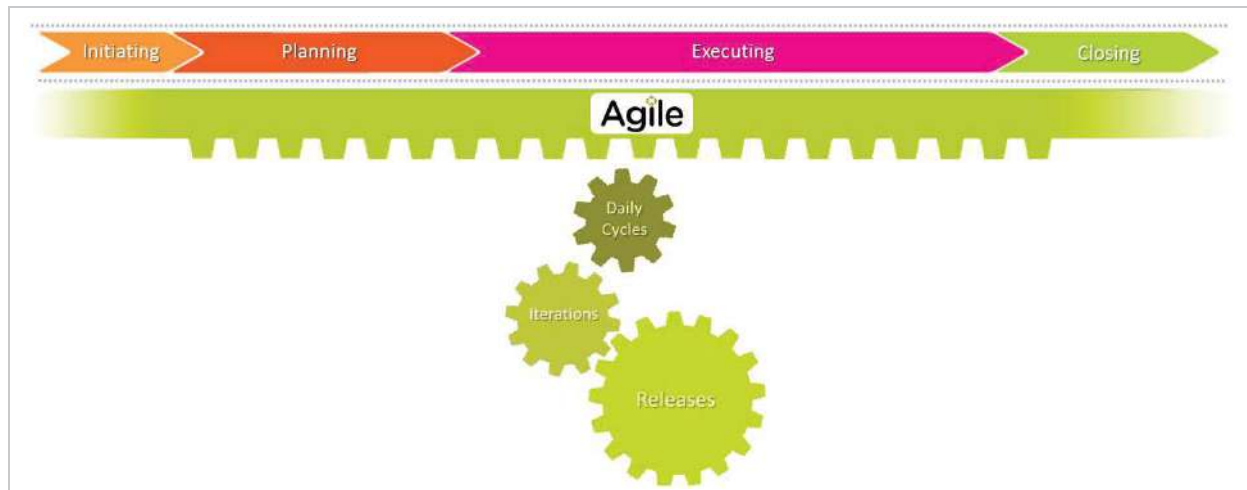 Initiating
Planning
Executing
Closing
Agile
Daily
Cycles
Iterations
Releases